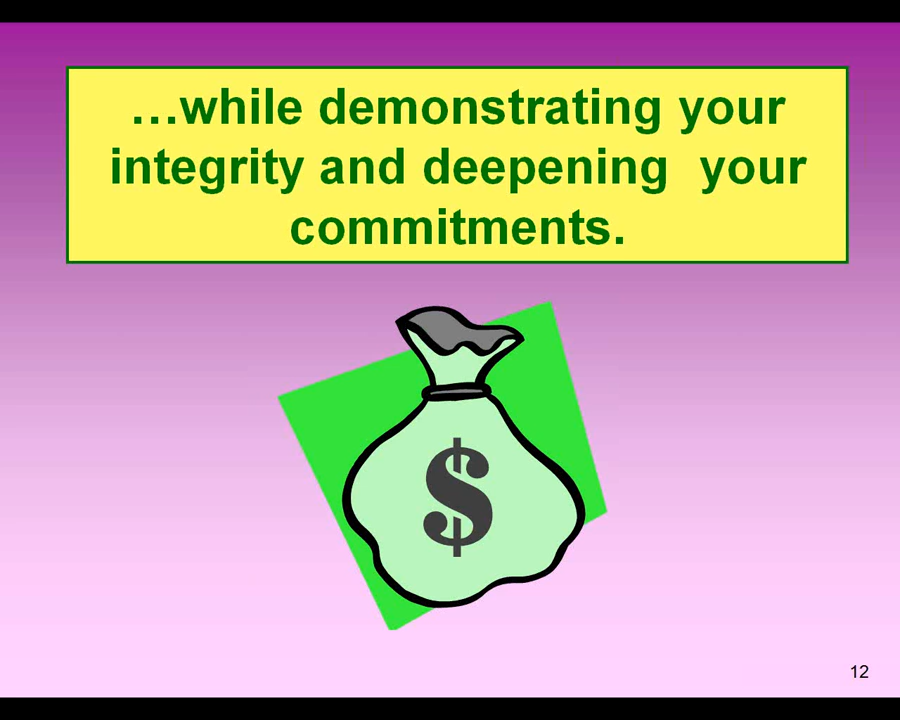 …while demonstrating your
integrity and deepening  your
commitments.
$
12